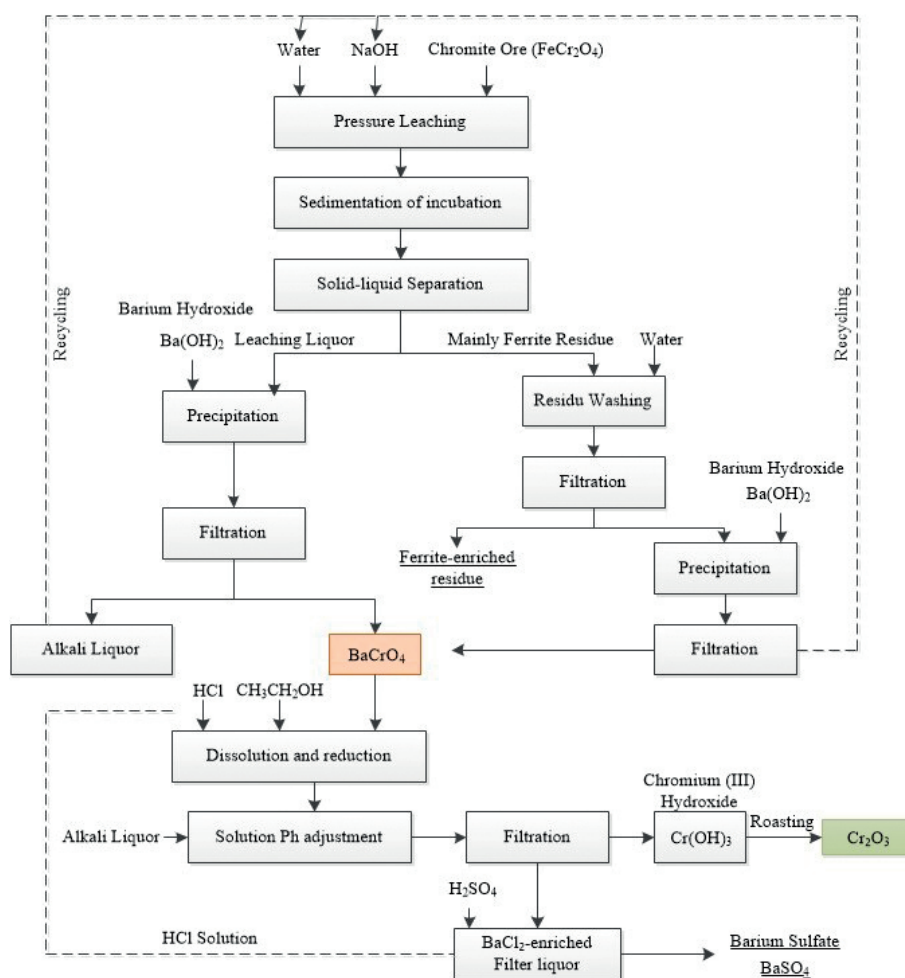 Water
NaOH
Chromite Ore (FeCr₂O₄)
Pressure Leaching
Sedimentation of incubation
Solid-liquid Separation
Recycling
Recycling
Barium Hydroxide
Ba(OH)₂
Leaching Liquor
Mainly Ferrite Residue
Water
Precipitation
Residu Washing
Filtration
Barium Hydroxide
Ba(OH)₂
Filtration
Ferrite-enriched
residue
Precipitation
Alkali Liquor
BaCrO₄
Filtration
HCl
CH₃CH₂OH
Dissolution and reduction
Alkali Liquor
Solution Ph adjustment
Filtration
Chromium (III)
Hydroxide
Cr(OH)₃
Roasting
Cr₂O₃
H₂SO₄
HCl Solution
BaCl₂-enriched
Filter liquor
Barium Sulfate
BaSO₄